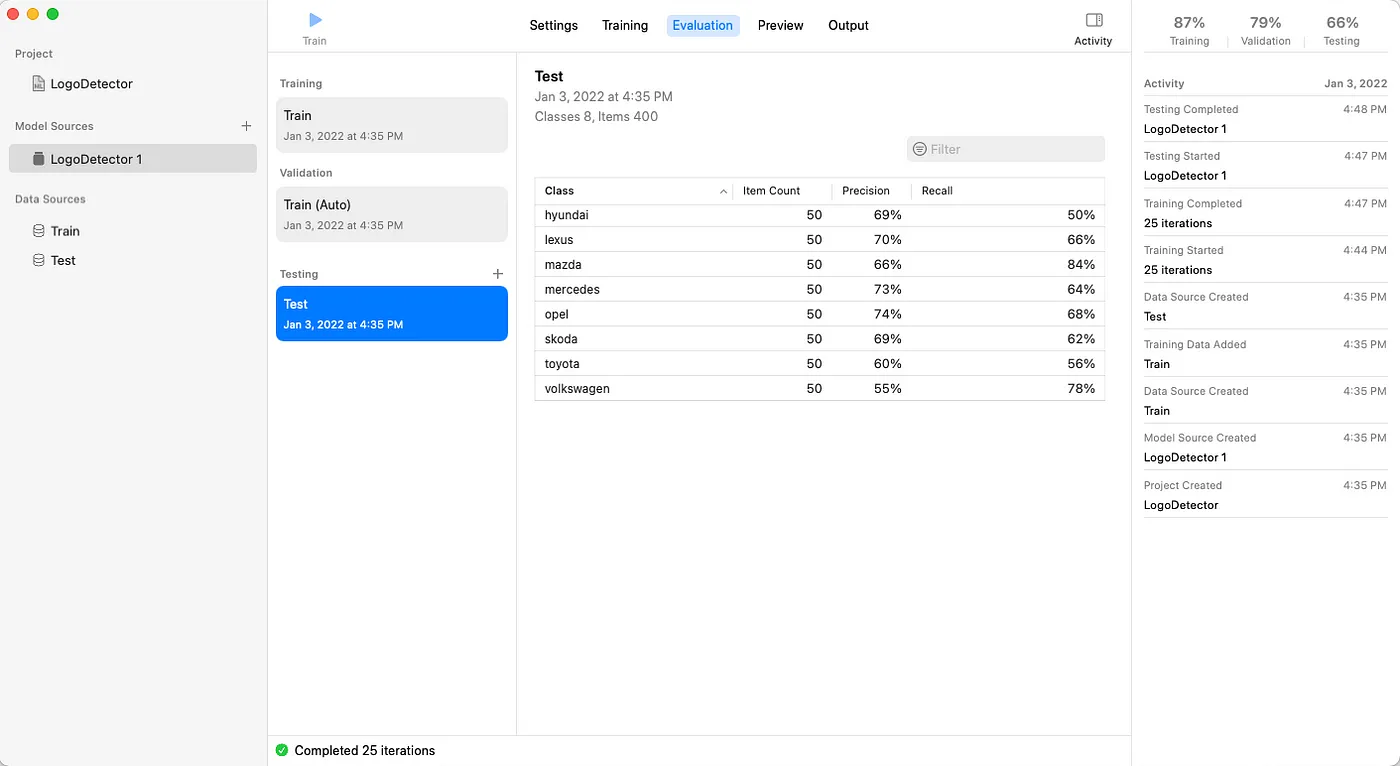 Project
LogoDetector
Model Sources
LogoDetector 1
Data Sources
Train
Test
Train
Settings Training Evaluation Preview Output
Activity
Training
Train
Jan 3, 2022 at 4:35 PM
Validation
Train (Auto)
Jan 3, 2022 at 4:35 PM
Testing
Test
Jan 3, 2022 at 4:35 PM
Test
Jan 3, 2022 at 4:35 PM
Classes 8, Items 400
Filter
Class Item Count Precision Recall
hyundai 50 69% 50%
lexus 50 70% 66%
mazda 50 66% 84%
mercedes 50 73% 64%
opel 50 74% 68%
skoda 50 69% 62%
toyota 50 60% 56%
volkswagen 50 55% 78%
Completed 25 iterations
87% 79% 66%
Training Validation Testing
Activity Jan 3, 2022
Testing Completed 4:48 PM
LogoDetector 1
Testing Started 4:47 PM
LogoDetector 1
Training Completed 4:47 PM
25 iterations
Training Started 4:44 PM
25 iterations
Data Source Created 4:35 PM
Test
Training Data Added 4:35 PM
Train
Data Source Created 4:35 PM
Train
Model Source Created 4:35 PM
LogoDetector 1
Project Created 4:35 PM
LogoDetector